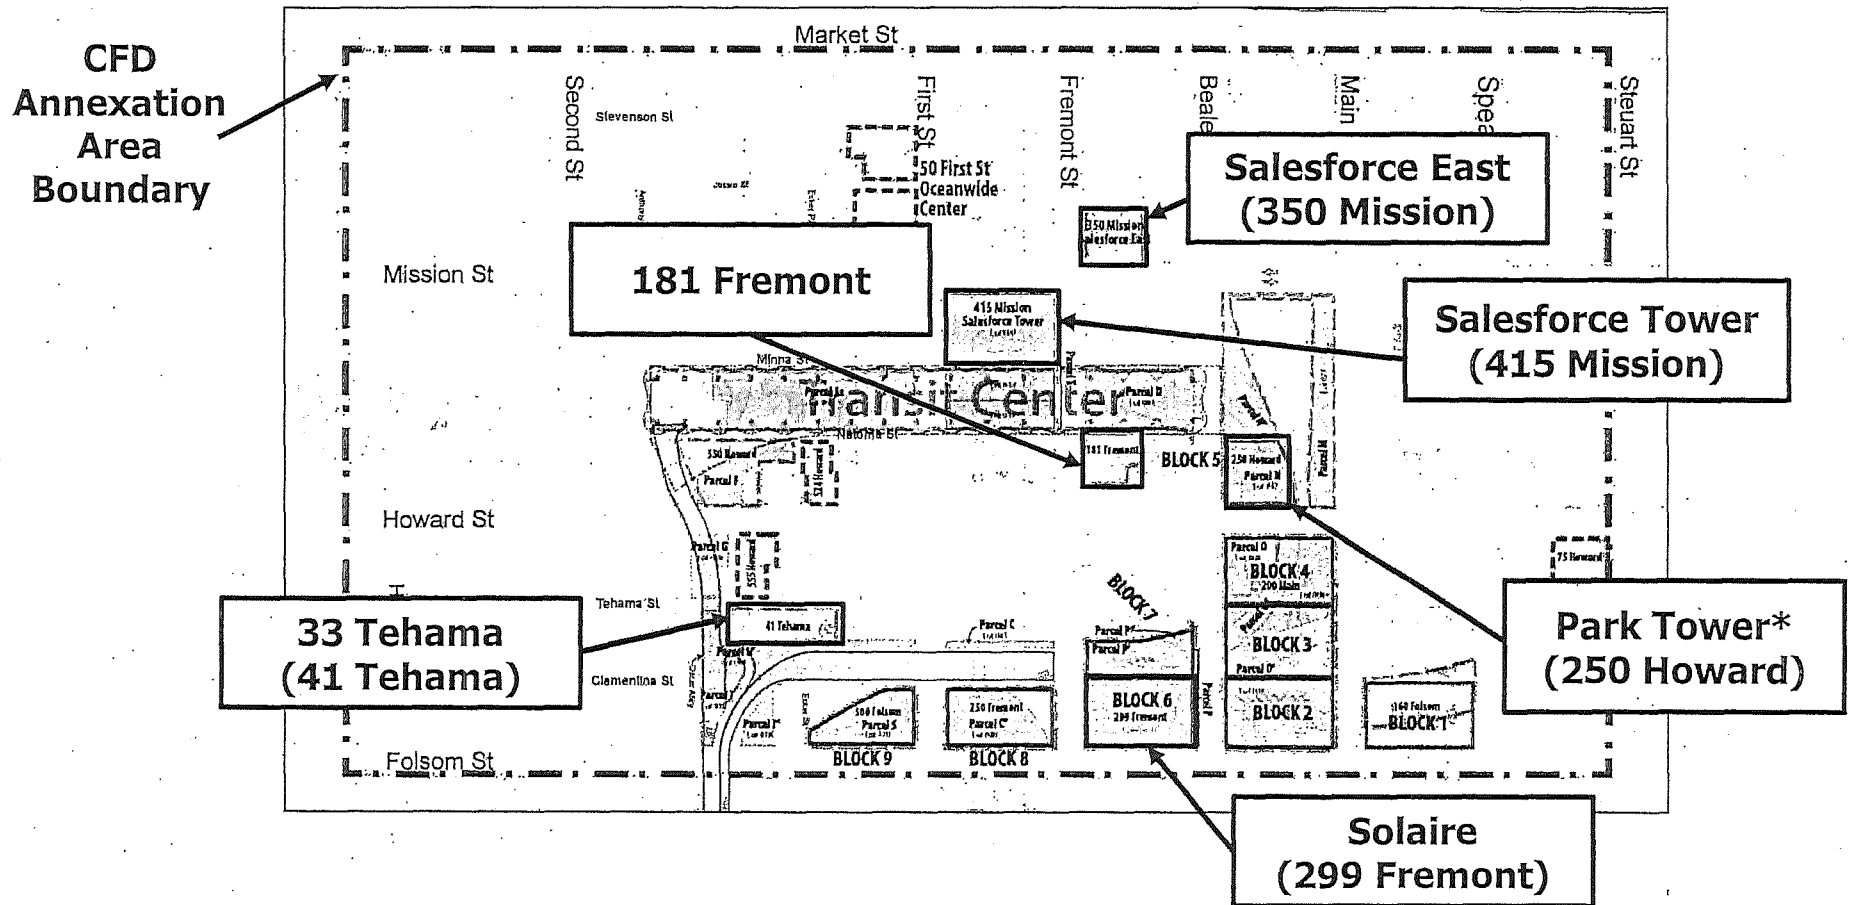 Market St
CFD
Annexation
Area
Boundary
Second St
Stevenson St
First St
Fremont St
Beale
Main
Spea
Steuart St
50 First St
Oceanwide
Center
Salesforce East
(350 Mission)
350 Mission
alesforce Eas
181 Fremont
Mission St
415 Mission
Salesforce Tower
Salesforce Tower
(415 Mission)
Minna St
Transit Center
Natoma St
550 Howard
Parcel F
524 Howard
181 Fremont
BLOCK 5
250 Howard
Parcel N
Parcel M
Howard St
Parcel G
555 Howard
Parcel O
BLOCK 4
200 Main
75 Howard
BLOCK 7
Tehama St
33 Tehama
(41 Tehama)
41 Tehama
Parcel C
BLOCK 3
Park Tower*
(250 Howard)
Clementina St
500 Folsom
Parcel S
250 Fremont
Parcel C"
BLOCK 6
299 Fremont
Parcel P
BLOCK 2
160 Folsom
BLOCK 1
Folsom St
BLOCK 9
BLOCK 8
Solaire
(299 Fremont)